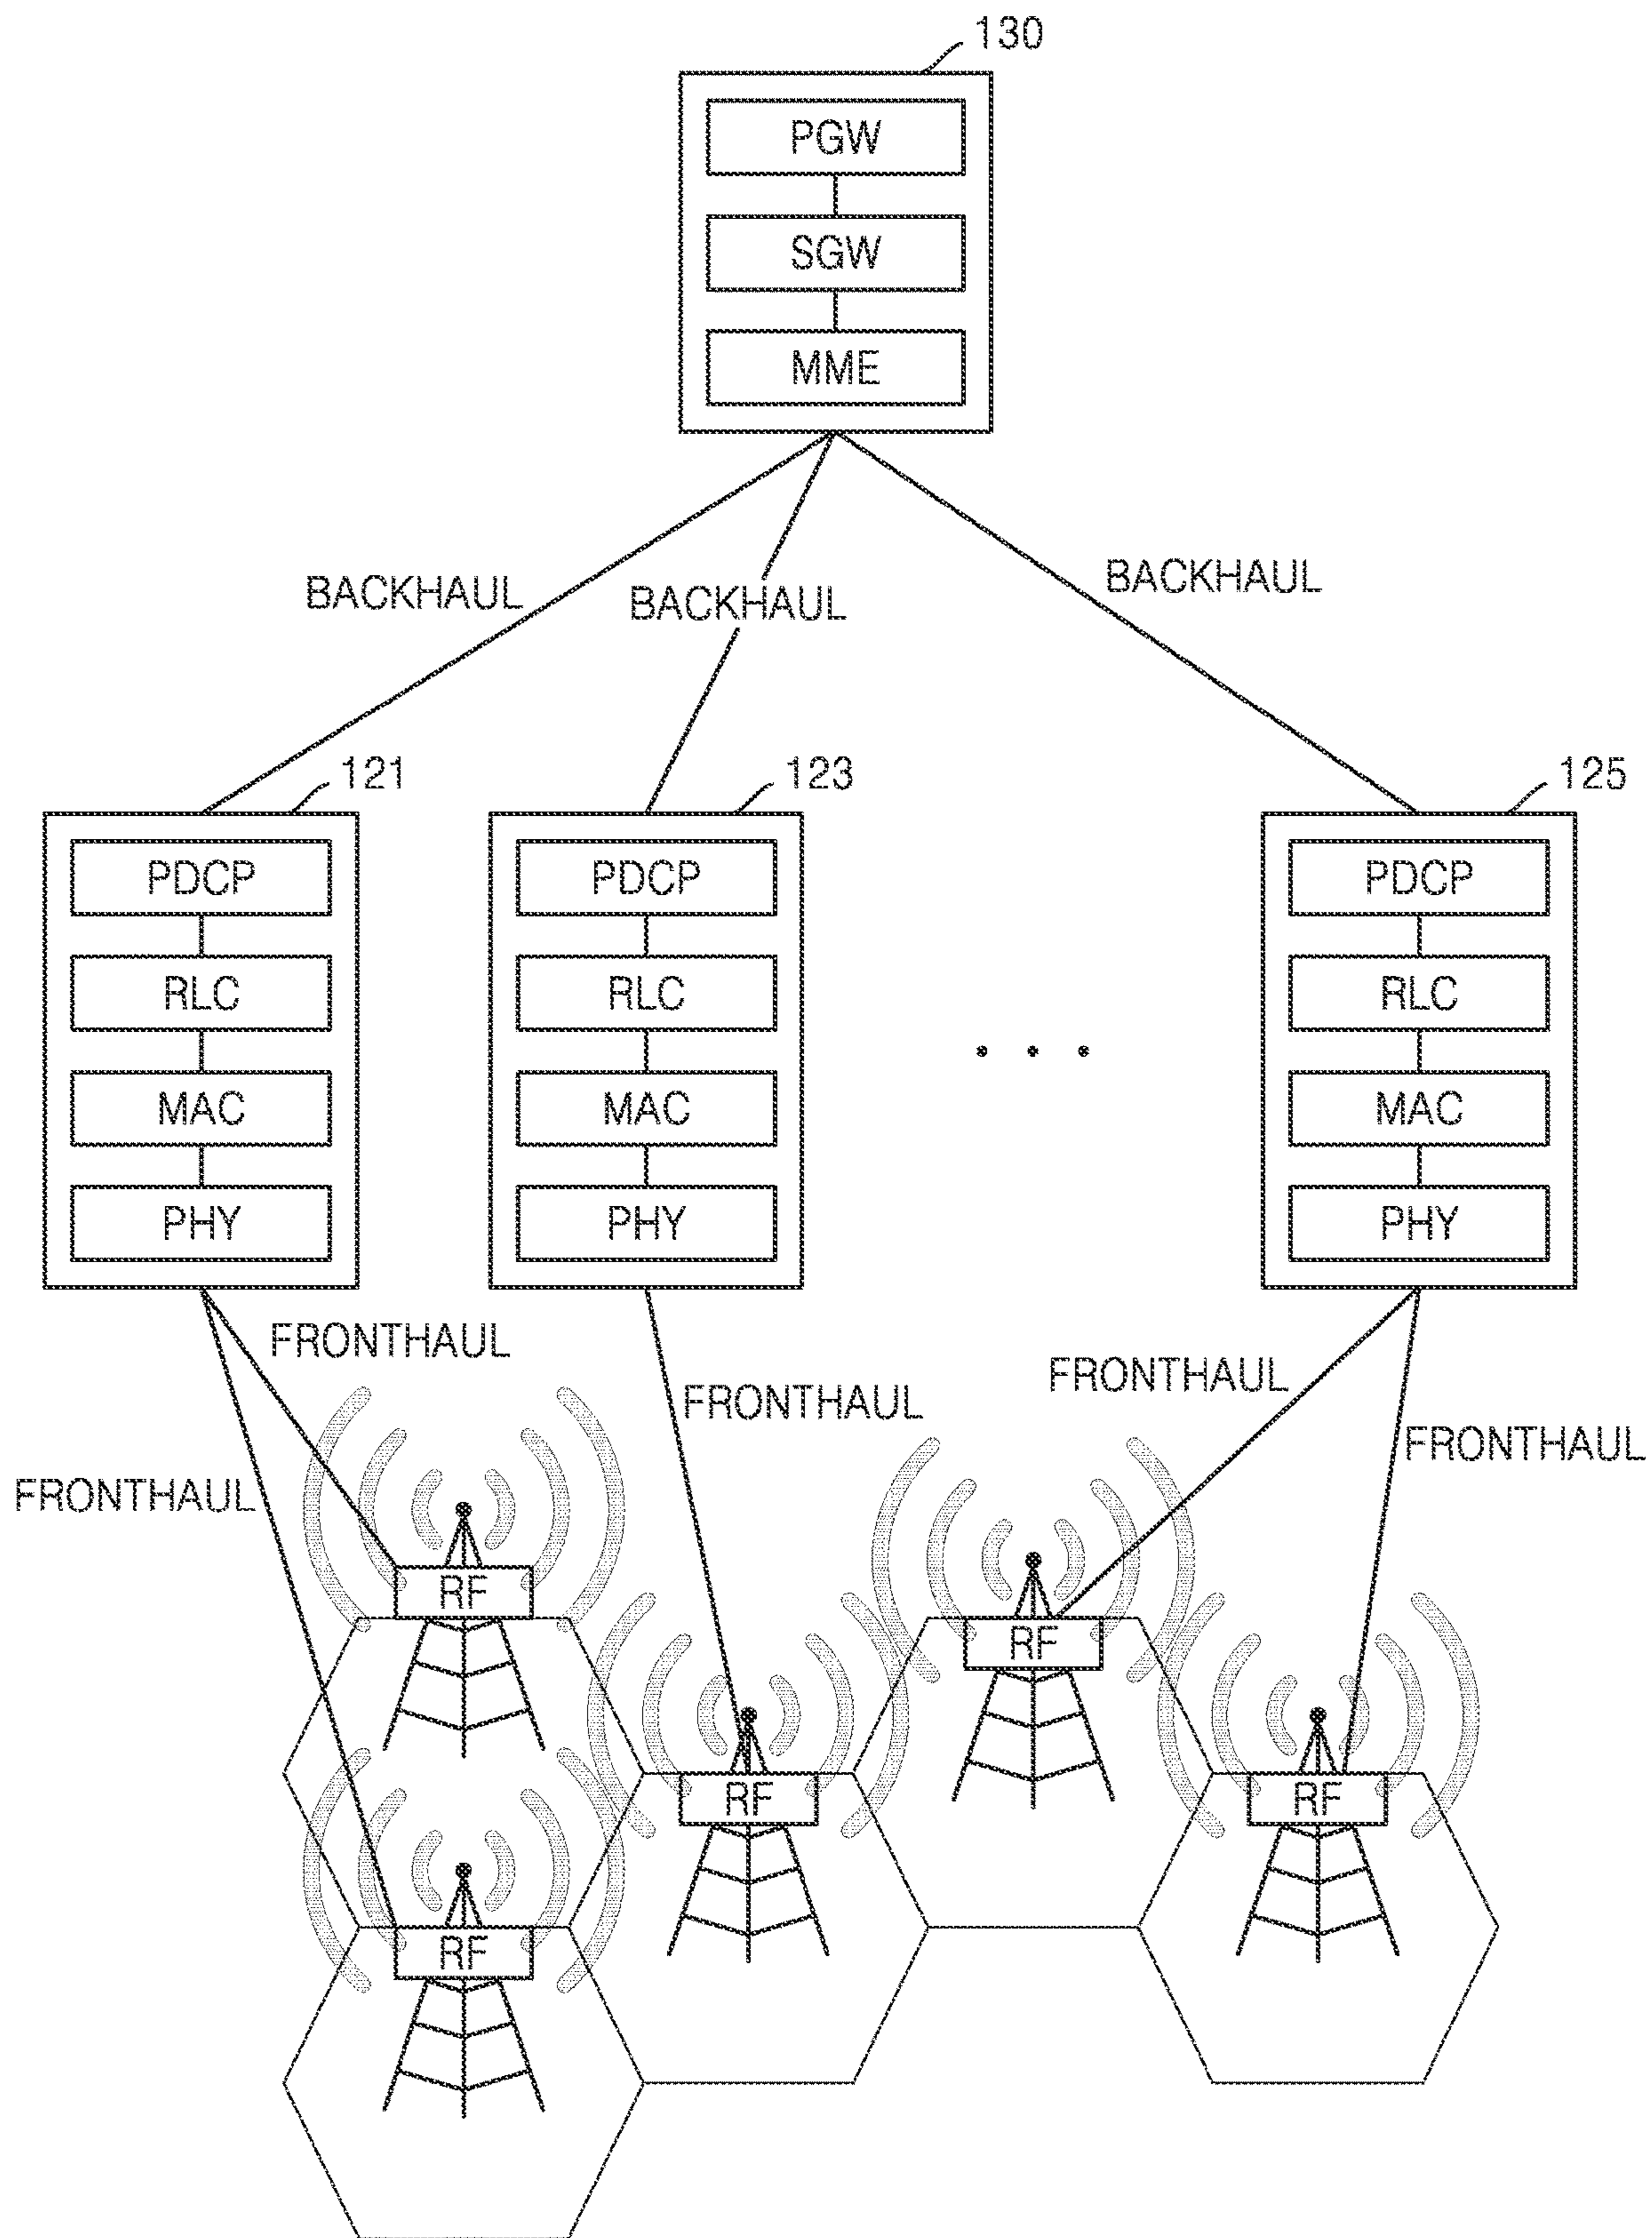 130
PGW
SGW
MME
BACKHAUL
BACKHAUL
BACKHAUL
121
123
125
PDCP
PDCP
PDCP
RLC
RLC
RLC
. . .
MAC
MAC
MAC
PHY
PHY
PHY
FRONTHAUL
FRONTHAUL
FRONTHAUL
FRONTHAUL
FRONTHAUL
RF
RF
RF
RF
RF